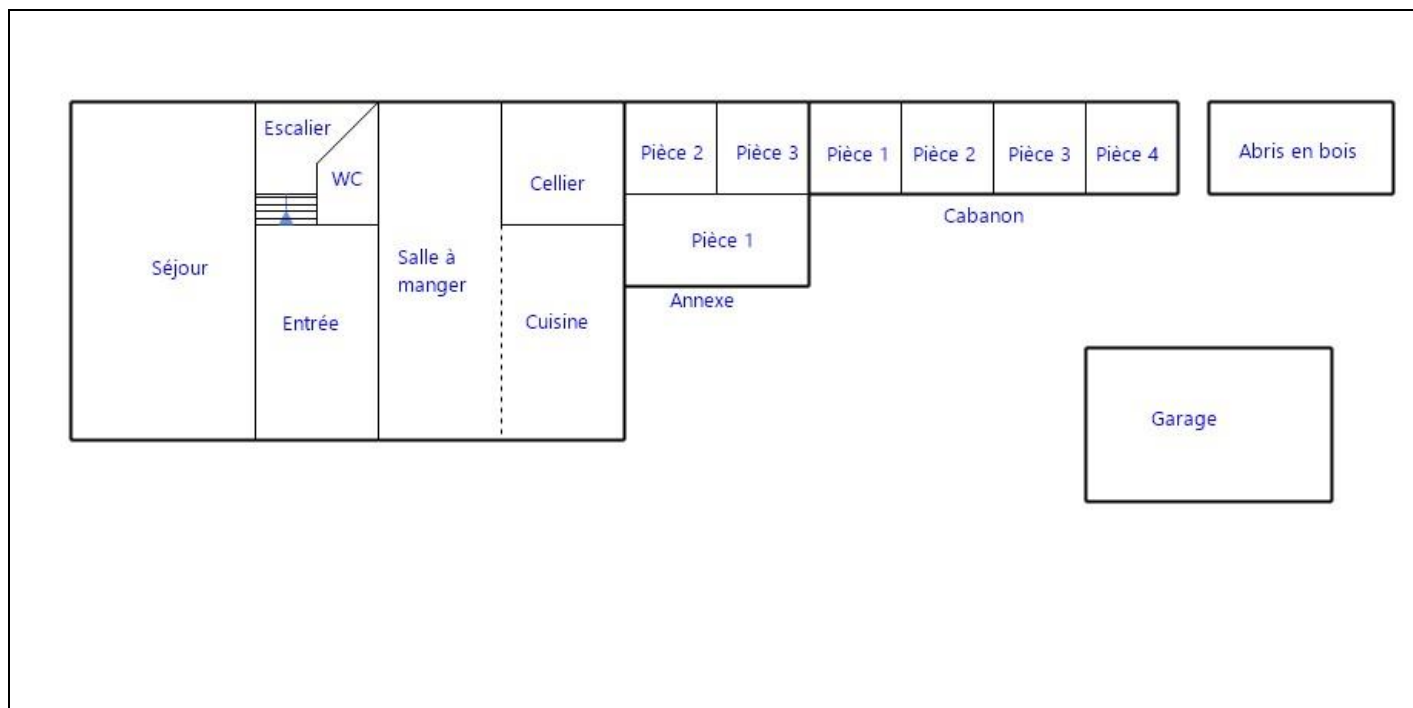 Escalier
WC
Séjour
Entrée
Salle à
manger
Cellier
Cuisine
Pièce 2
Pièce 3
Pièce 1
Annexe
Pièce 1
Pièce 2
Pièce 3
Pièce 4
Cabanon
Abris en bois
Garage